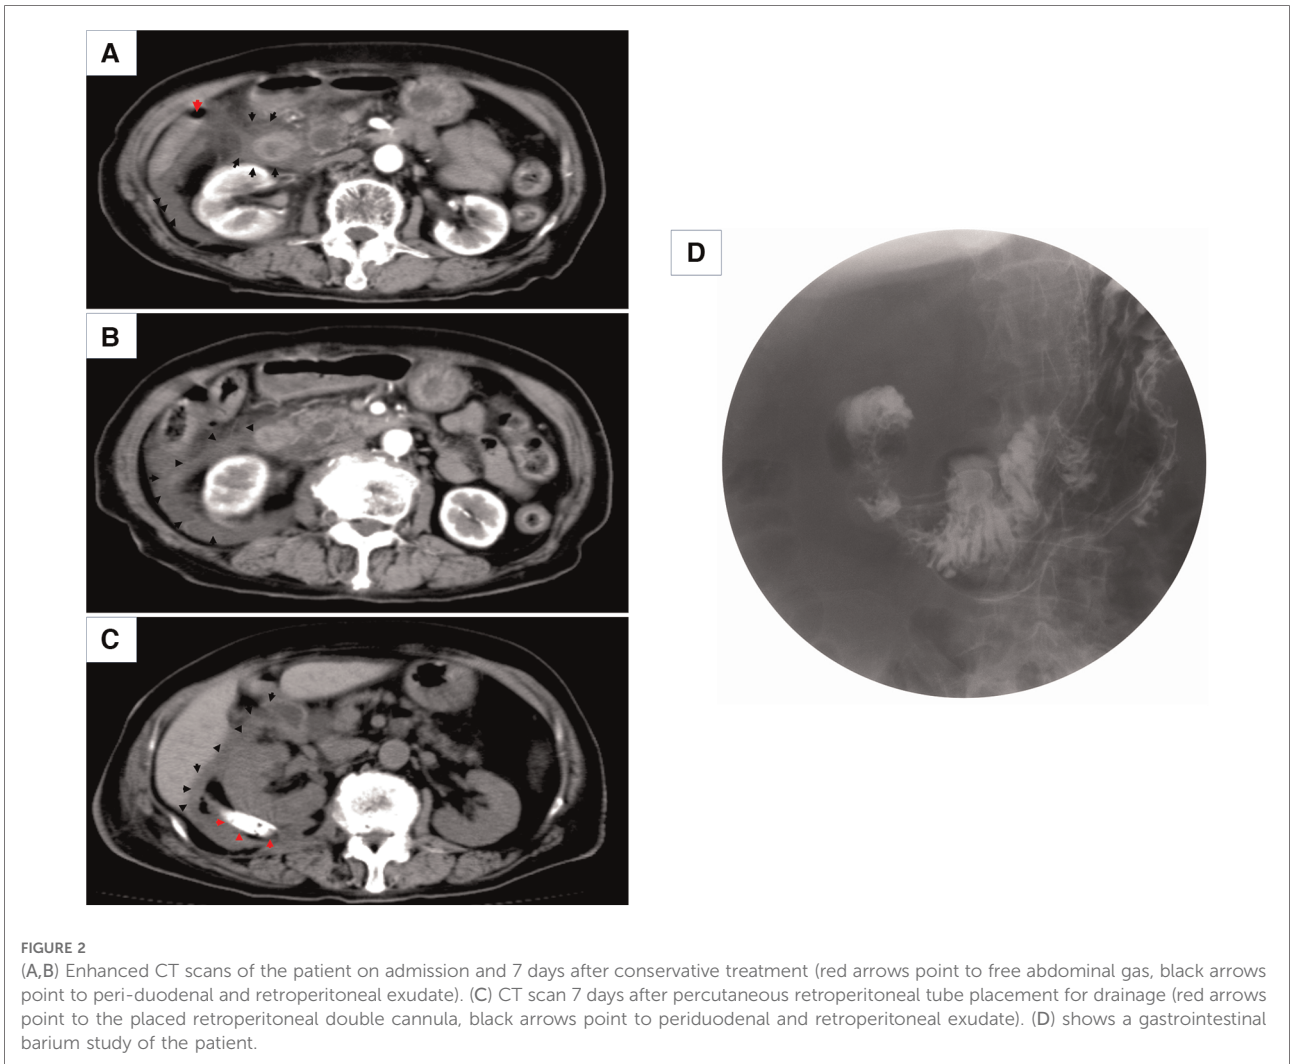 A
B
C
D
FIGURE 2
(A,B) Enhanced CT scans of the patient on admission and 7 days after conservative treatment (red arrows point to free abdominal gas, black arrows
point to peri-duodenal and retroperitoneal exudate). (C) CT scan 7 days after percutaneous retroperitoneal tube placement for drainage (red arrows
point to the placed retroperitoneal double cannula, black arrows point to periduodenal and retroperitoneal exudate). (D) shows a gastrointestinal
barium study of the patient.